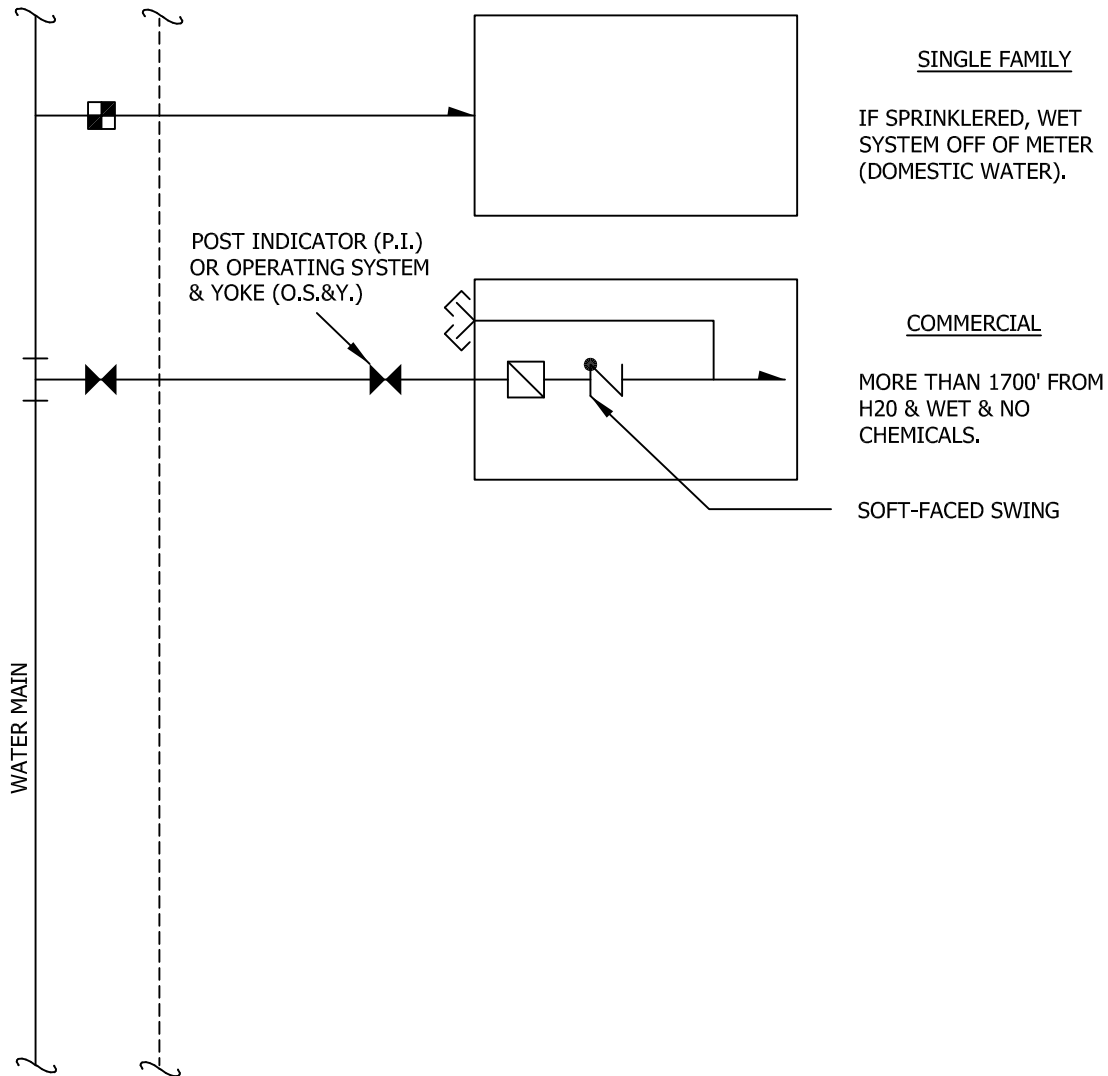 SINGLE FAMILY
IF SPRINKLERED, WET
SYSTEM OFF OF METER
(DOMESTIC WATER).
POST INDICATOR (P.I.)
OR OPERATING SYSTEM
& YOKE (O.S.&Y.)
COMMERCIAL
MORE THAN 1700' FROM
H20 & WET & NO
CHEMICALS.
SOFT-FACED SWING
WATER MAIN